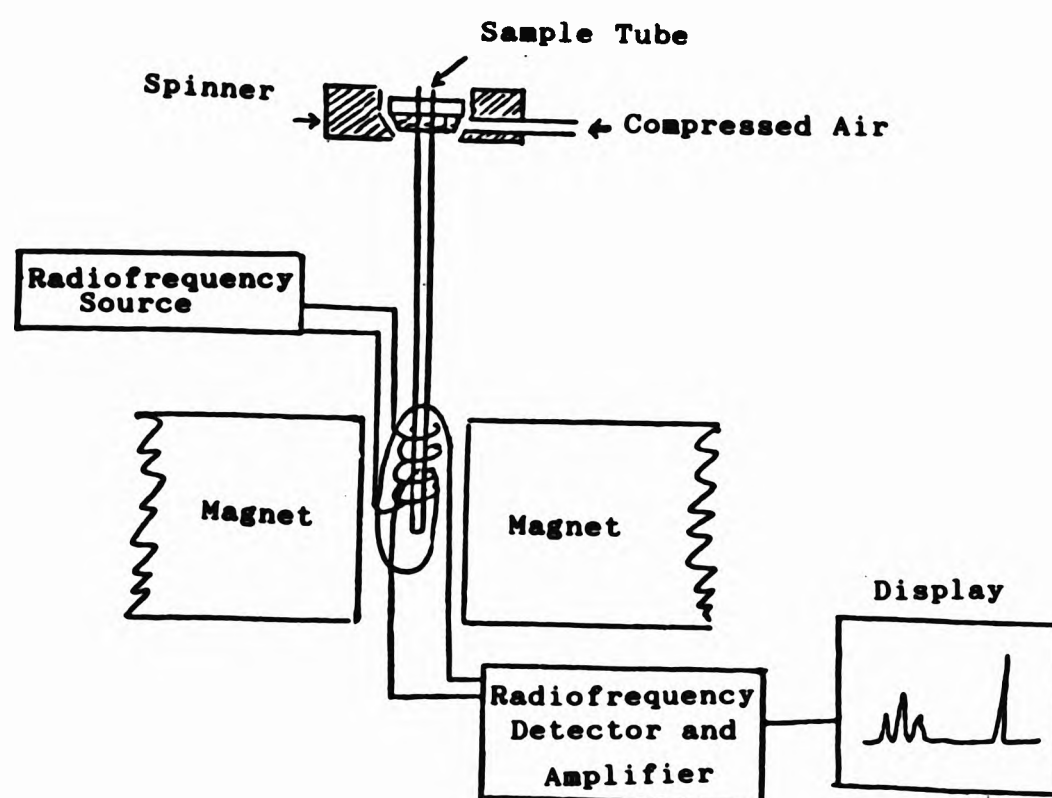 Sample Tube
Spinner
Compressed Air
Radiofrequency
Source
Magnet
Magnet
Display
Radiofrequency
Detector and
Amplifier